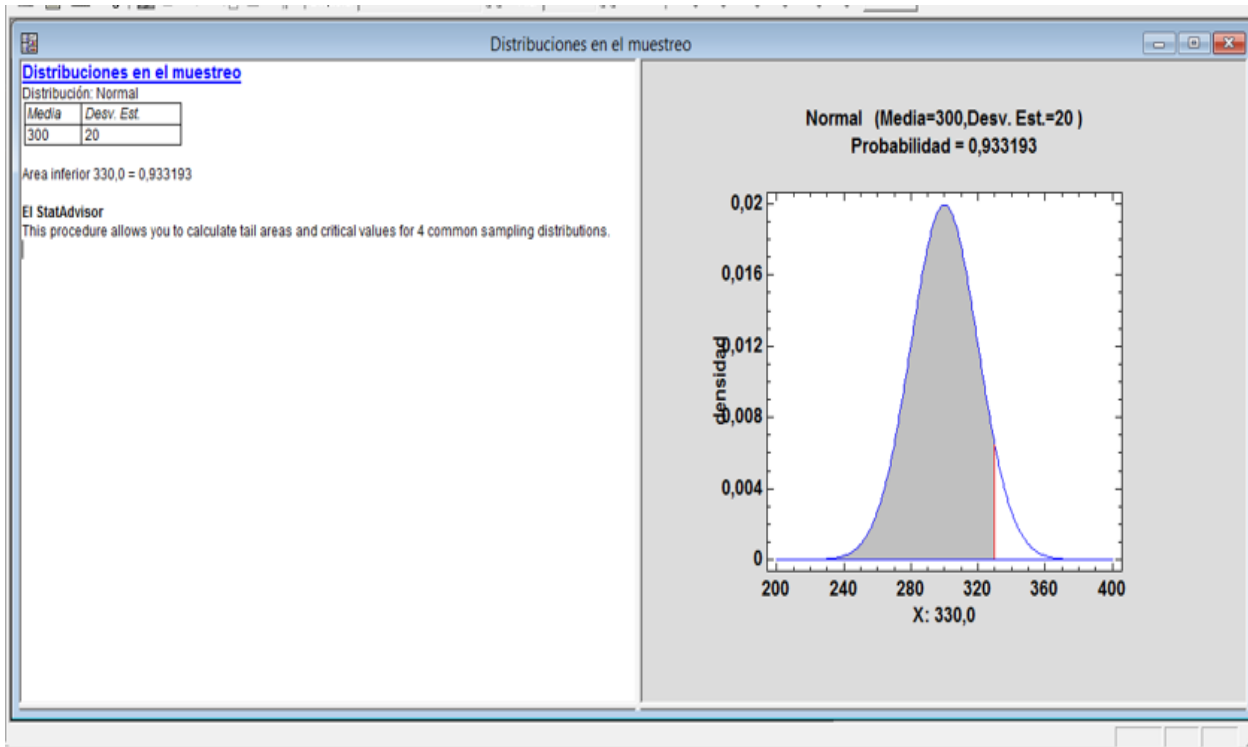 Distribuciones en el muestreo
Distribuciones en el muestreo
Distribución: Normal
Media Desv. Est.
300 20
Area inferior 330,0 = 0,933193
El StatAdvisor
This procedure allows you to calculate tail areas and critical values for 4 common sampling distributions.
Normal (Media=300,Desv. Est.=20 )
Probabilidad = 0,933193
0,02
0,016
0,012
0,008
0,004
0
densidad
200 240 280 320 360 400
X: 330,0